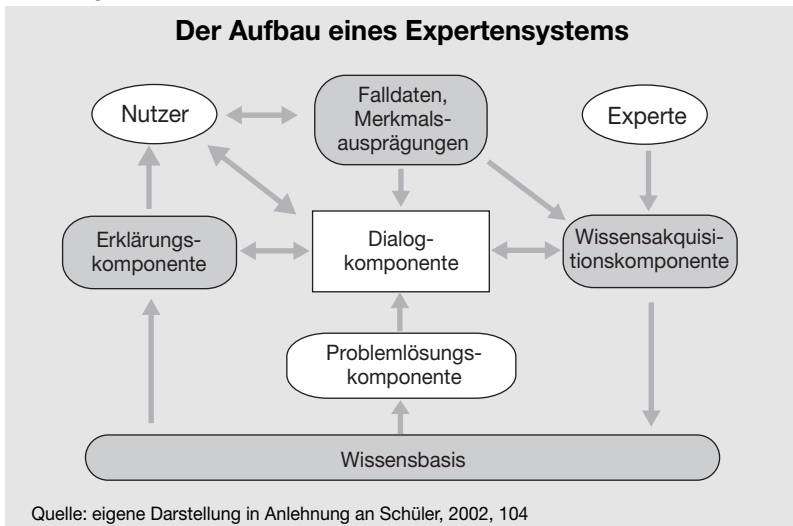 Der Aufbau eines Expertensystems
Nutzer
Falldaten,
Merkmals-
ausprägungen
Experte
Erklärungs-
komponente
Dialog-
komponente
Wissensakquisi-
tionskomponente
Problemlösungs-
komponente
Wissensbasis
Quelle: eigene Darstellung in Anlehnung an Schüler, 2002, 104